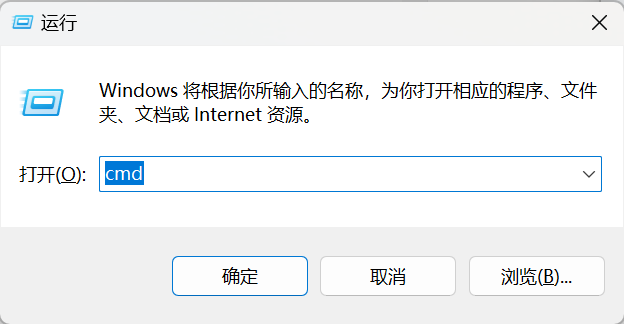 运行
Windows 将根据你所输入的名称，为你打开相应的程序、文件
夹、文档或 Internet 资源。
打开(O): cmd
确定 取消 浏览(B)...